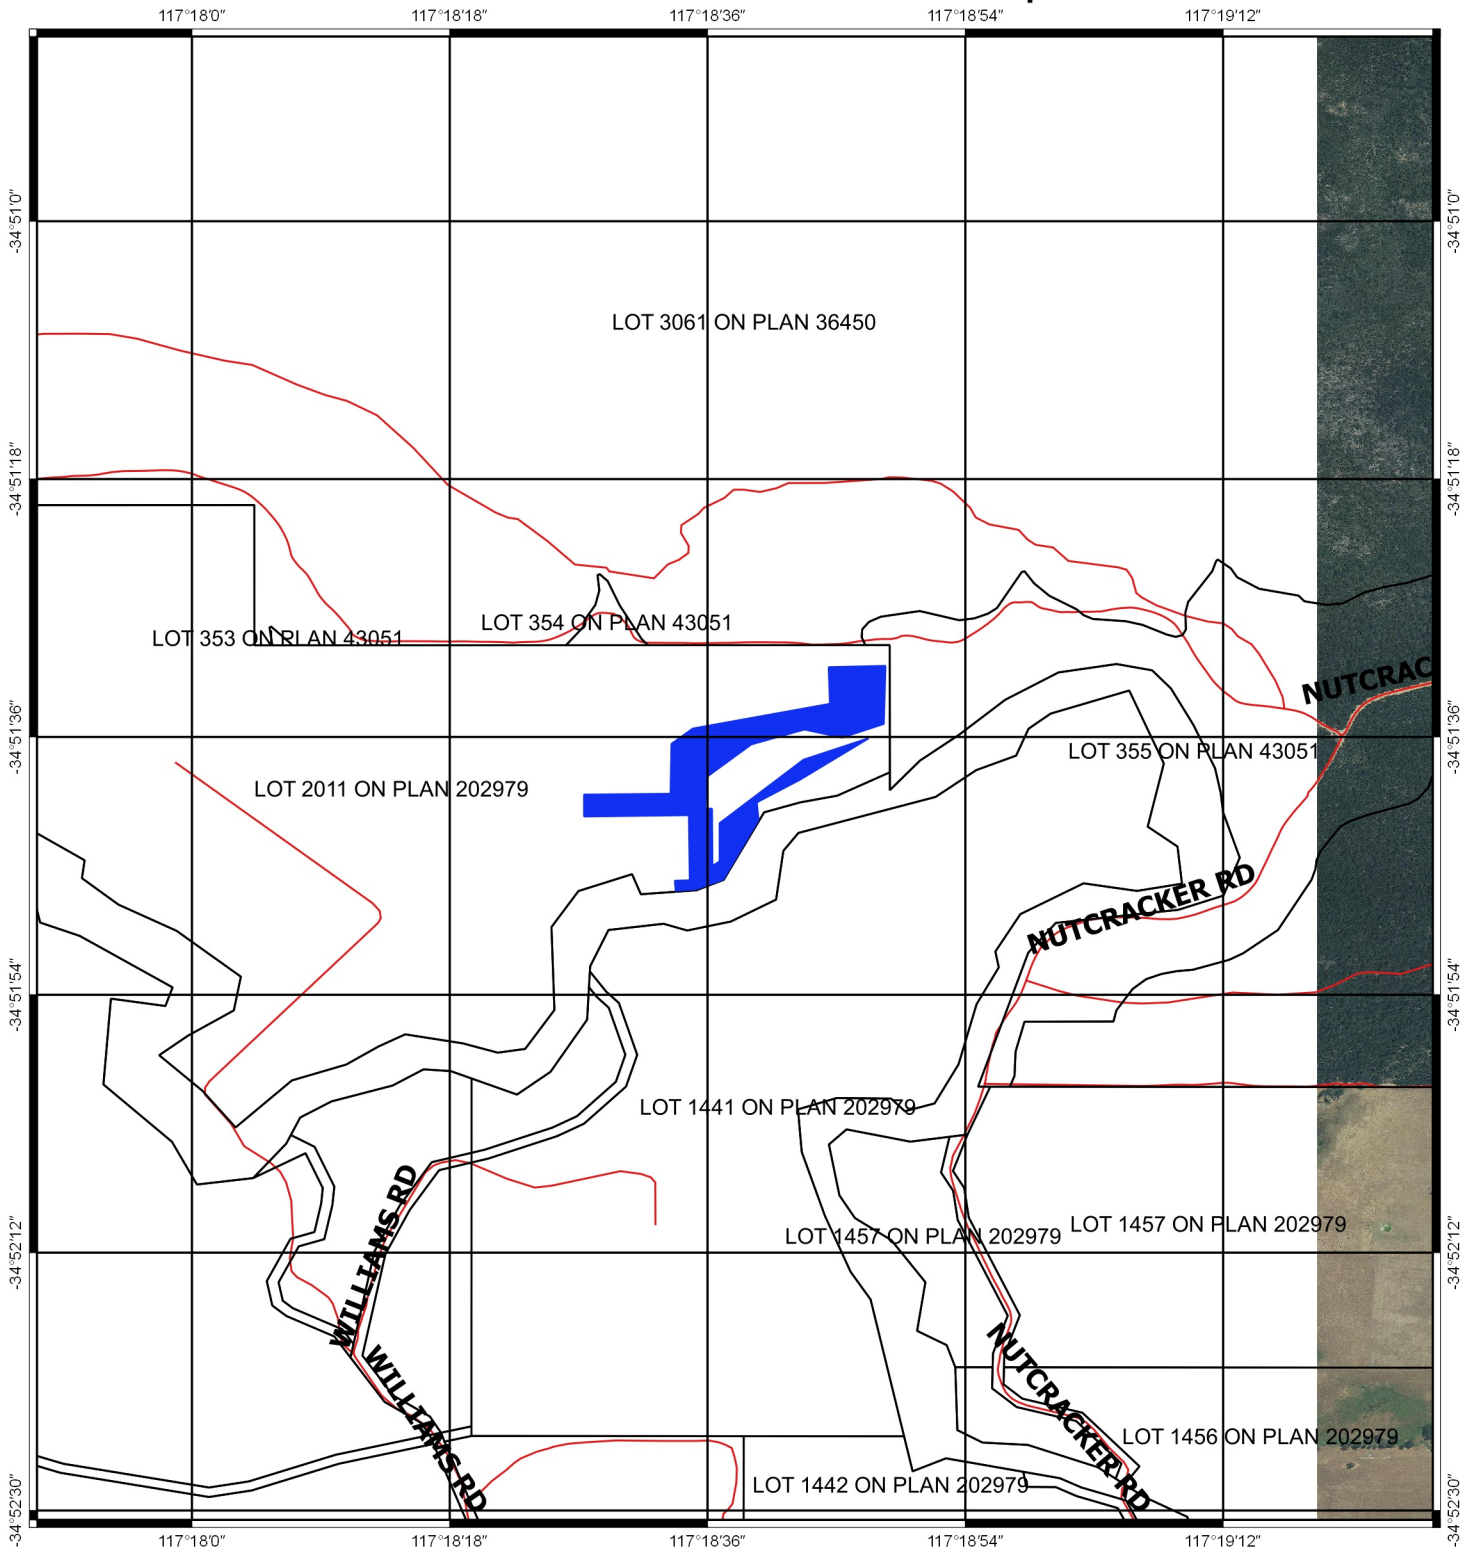 117°18'0" 117°18'18" 117°18'36" 117°18'54" 117°19'12"
-34°51'0" -34°51'0"
LOT 3061 ON PLAN 36450
-34°51'18" -34°51'18"
LOT 354 ON PLAN 43051
LOT 353 ON PLAN 43051
NUTCRAC
-34°51'36" -34°51'36"
LOT 355 ON PLAN 43051
LOT 2011 ON PLAN 202979
NUTCRACKER RD
-34°51'54" -34°51'54"
LOT 1441 ON PLAN 202979
WILLIAMS RD
LOT 1457 ON PLAN 202979
LOT 1457 ON PLAN 202979
-34°52'12" -34°52'12"
WILLIAMS RD
NUTCRACKER RD
LOT 1456 ON PLAN 202979
LOT 1442 ON PLAN 202979
-34°52'30" -34°52'30"
117°18'0" 117°18'18" 117°18'36" 117°18'54" 117°19'12"